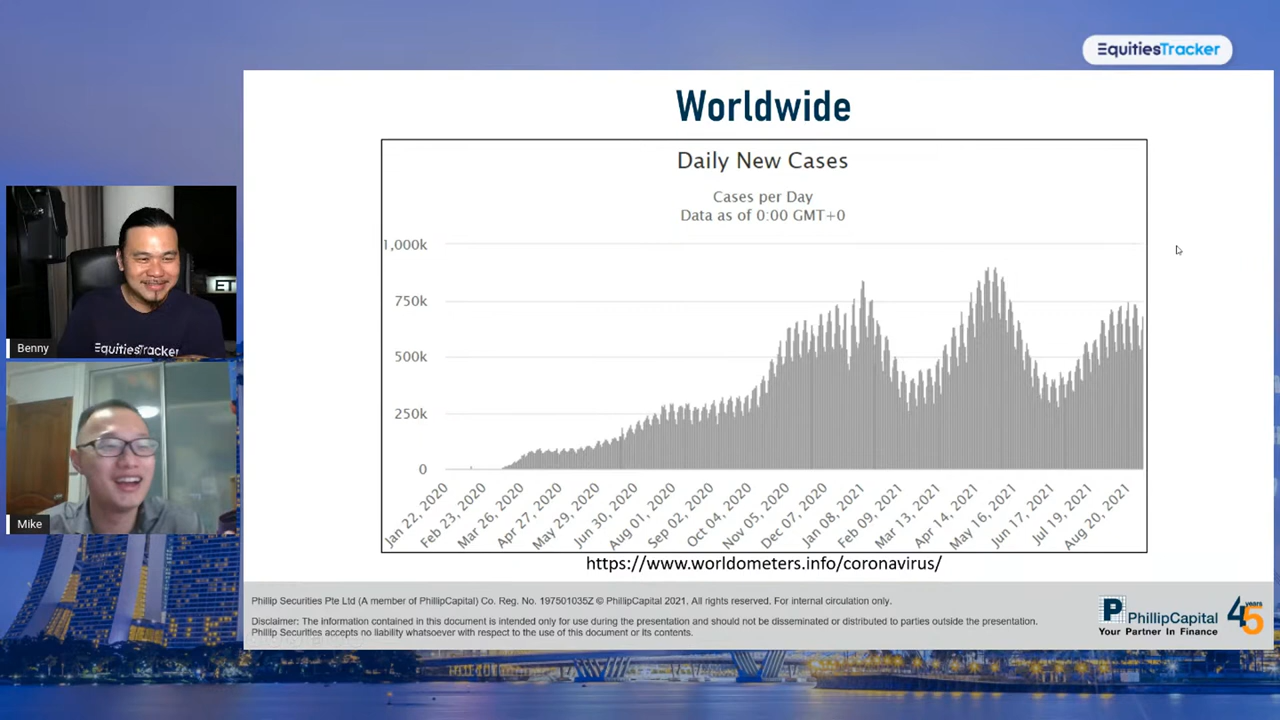 EquitiesTracker
Worldwide
Daily New Cases
Cases per Day
Data as of 0:00 GMT+0
1,000k
750k
500k
250k
0
Jan 22, 2020
Feb 23, 2020
Mar 26, 2020
Apr 27, 2020
May 29, 2020
Jun 30, 2020
Aug 01, 2020
Sep 02, 2020
Oct 04, 2020
Nov 05, 2020
Dec 07, 2020
Jan 08, 2021
Feb 09, 2021
Mar 13, 2021
Apr 14, 2021
May 16, 2021
Jun 17, 2021
Jul 19, 2021
Aug 20, 2021
https://www.worldometers.info/coronavirus/
ET
EquitiesTracker
Benny
Mike
Phillip Securities Pte Ltd (A member of PhillipCapital) Co. Reg. No. 197501035Z © PhillipCapital 2021. All rights reserved. For internal circulation only.
Disclaimer: The information contained in this document is intended only for use during the presentation and should not be disseminated or distributed to parties outside the presentation.
Phillip Securities accepts no liability whatsoever with respect to the use of this document or its contents.
P
PhillipCapital
Your Partner In Finance
45 years